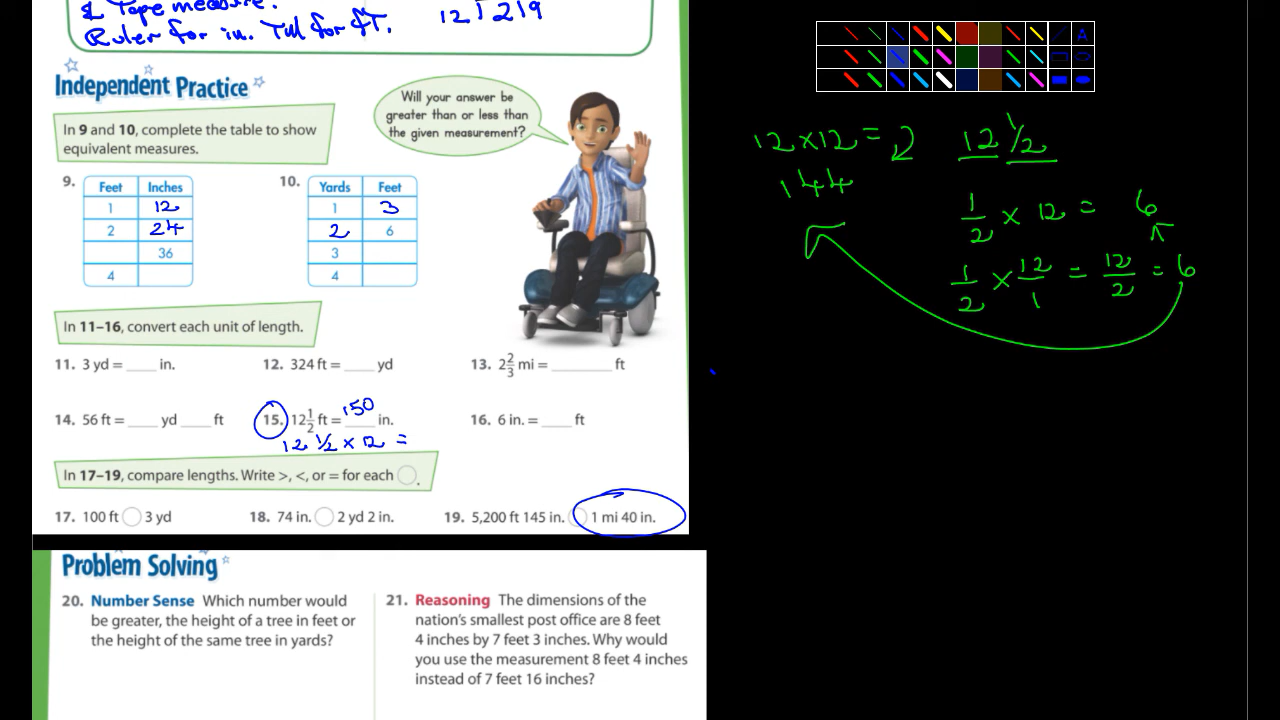 & Tape measure.
Ruler for in. TM for FT.
12)219
Independent Practice
In 9 and 10, complete the table to show
equivalent measures.
Will your answer be
greater than or less than
the given measurement?
9.
Feet Inches
1 12
2 24
36
4
10.
Yards Feet
1 3
2 6
3
4
In 11–16, convert each unit of length.
11. 3 yd = ____ in.
12. 324 ft = ____ yd
13. 2 2/3 mi = ____ ft
14. 56 ft = ____ yd ____ ft
15. 12 1/2 ft = 150 in.
12 1/2 × 12 =
16. 6 in. = ____ ft
In 17–19, compare lengths. Write >, <, or = for each ◯.
17. 100 ft ◯ 3 yd
18. 74 in. ◯ 2 yd 2 in.
19. 5,200 ft 145 in. ◯ 1 mi 40 in.
Problem Solving
20. Number Sense Which number would
be greater, the height of a tree in feet or
the height of the same tree in yards?
21. Reasoning The dimensions of the
nation's smallest post office are 8 feet
4 inches by 7 feet 3 inches. Why would
you use the measurement 8 feet 4 inches
instead of 7 feet 16 inches?
A
12×12=
144
12 1/2
1/2 × 12 = 6
1/2 × 12/1 = 12/2 = 6